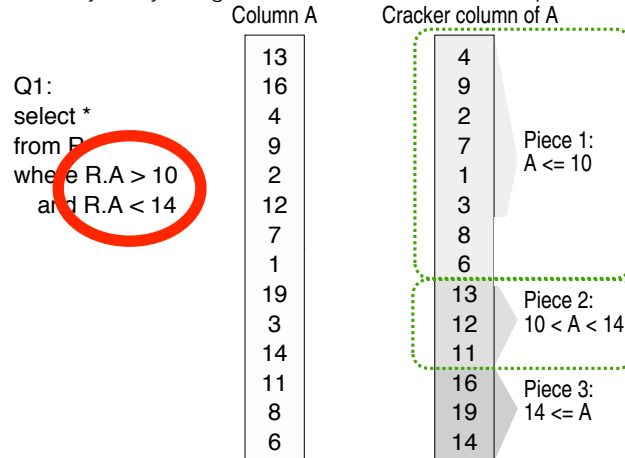 Column A
Cracker column of A
Q1:
select *
from R
where R.A > 10
and R.A < 14
13
16
4
9
2
12
7
1
19
3
14
11
8
6
4
9
2
7
1
3
8
6
13
12
11
16
19
14
Piece 1:
A <= 10
Piece 2:
10 < A < 14
Piece 3:
14 <= A